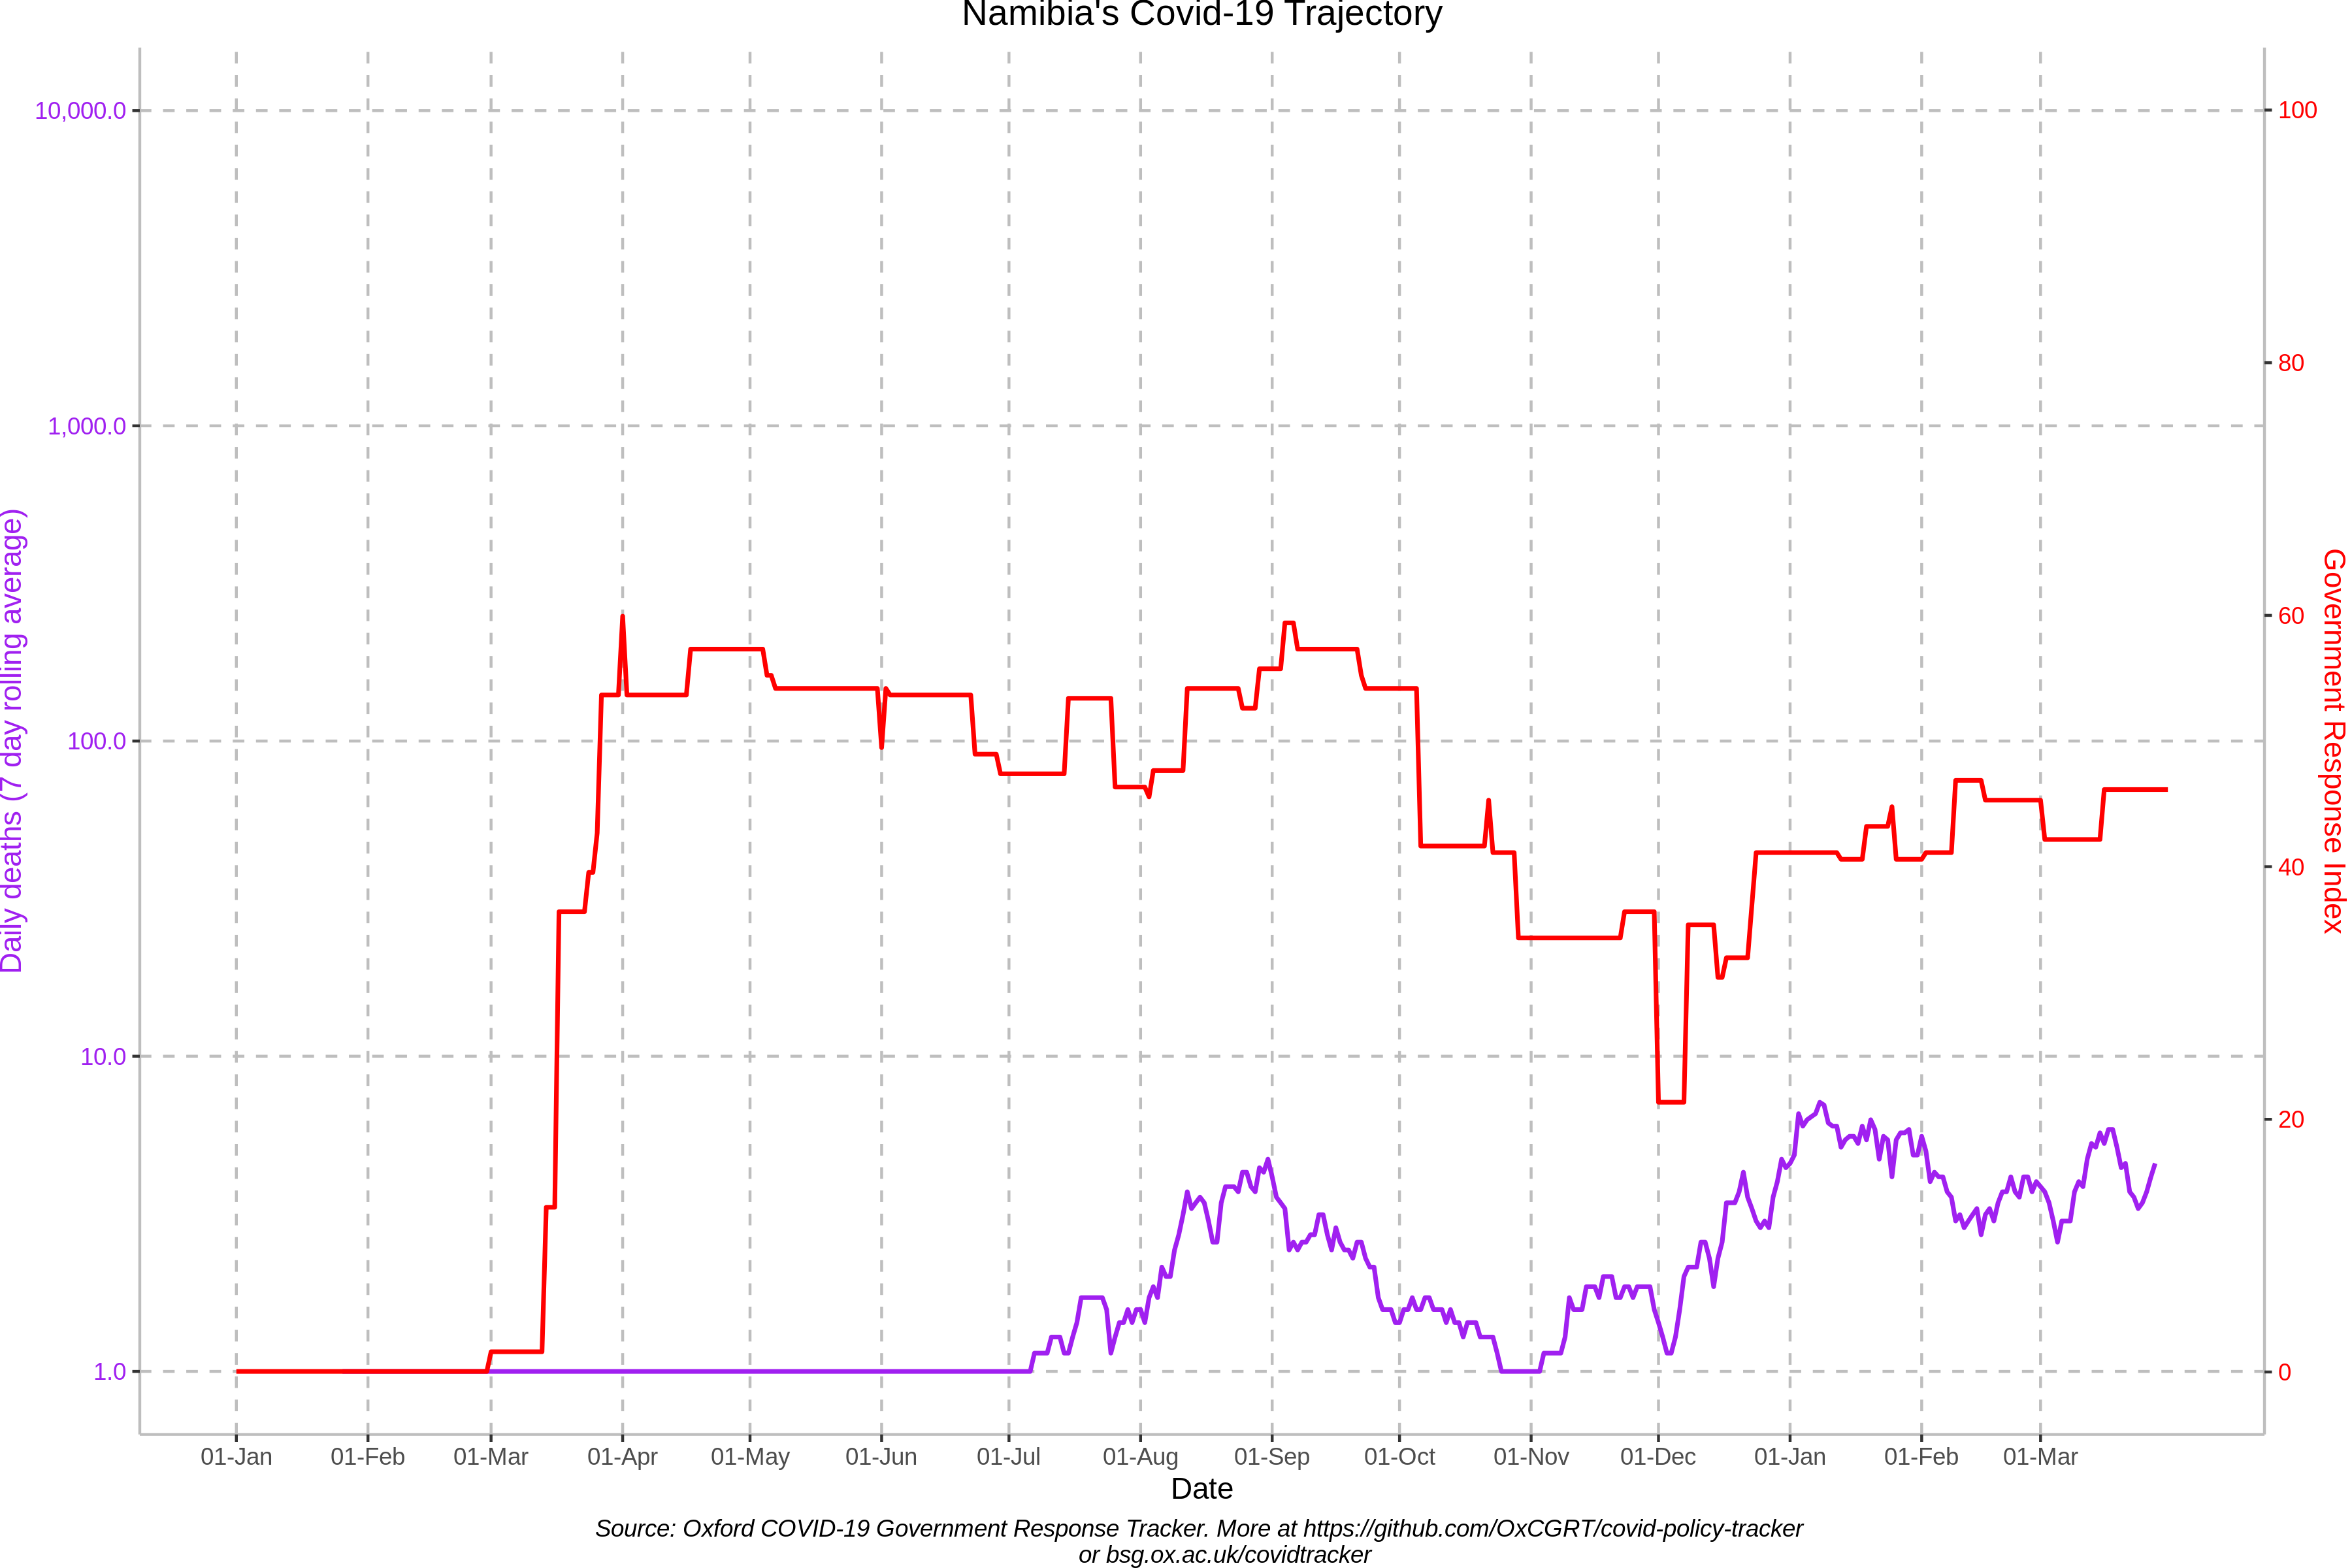 Namibia's Covid-19 Trajectory
10,000.0
1,000.0
100.0
10.0
1.0
Daily deaths (7 day rolling average)
100
80
60
40
20
0
Government Response Index
01-Jan
01-Feb
01-Mar
01-Apr
01-May
01-Jun
01-Jul
01-Aug
01-Sep
01-Oct
01-Nov
01-Dec
01-Jan
01-Feb
01-Mar
Date
Source: Oxford COVID-19 Government Response Tracker. More at https://github.com/OxCGRT/covid-policy-tracker
or bsg.ox.ac.uk/covidtracker